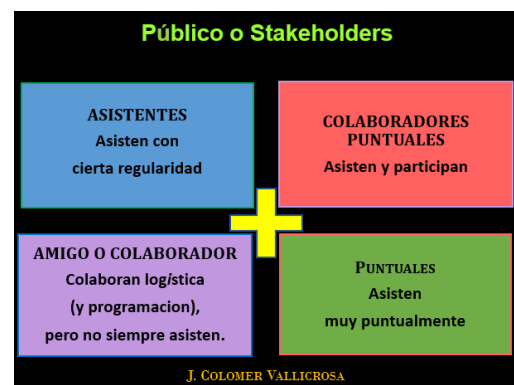 Público o Stakeholders
ASISTENTES
Asisten con
cierta regularidad
COLABORADORES
PUNTUALES
Asisten y participan
AMIGO O COLABORADOR
Colaboran logística
(y programacion),
pero no siempre asisten.
PUNTUALES
Asisten
muy puntualmente
J. COLOMER VALLICROSA